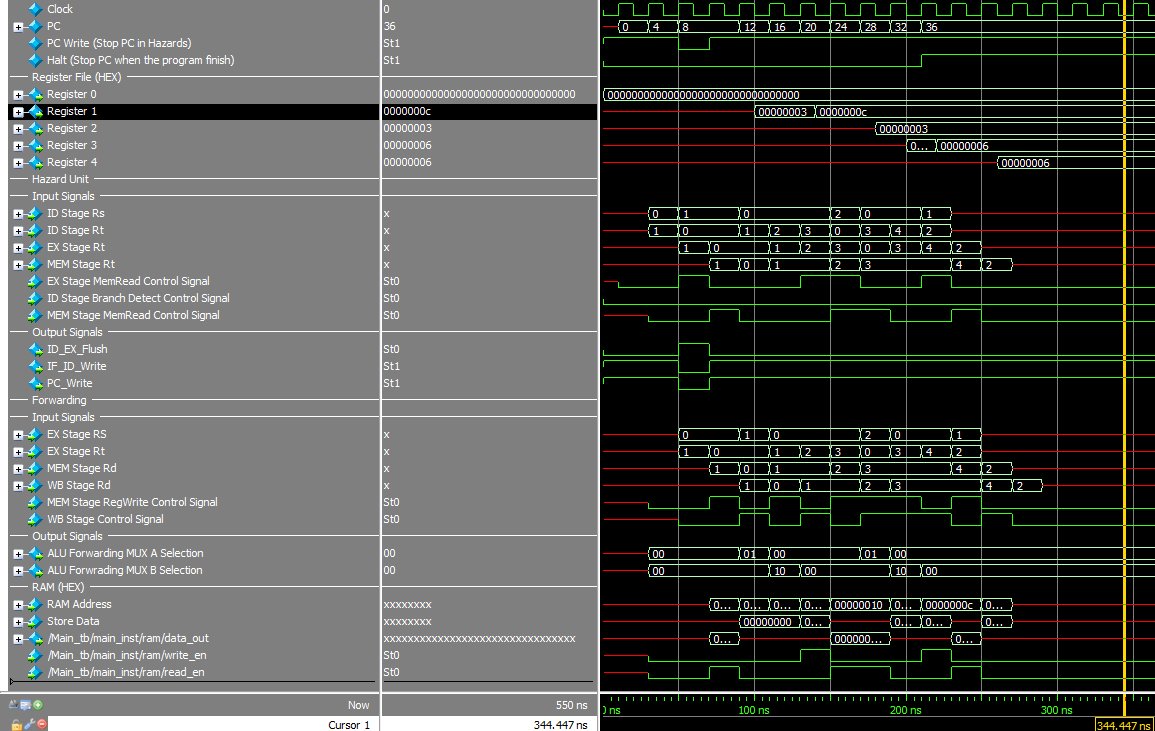 Clock 0
PC 36 0 4 8 12 16 20 24 28 32 36
PC Write (Stop PC in Hazards) St1
Halt (Stop PC when the program finish) St1
Register File (HEX)
Register 0 00000000000000000000000000000000 00000000000000000000000000000000
Register 1 0000000c 00000003 0000000c
Register 2 00000003 00000003
Register 3 00000006 0... 00000006
Register 4 00000006 00000006
Hazard Unit
Input Signals
ID Stage Rs x 0 1 0 2 0 1
ID Stage Rt x 1 0 1 2 3 0 3 4 2
EX Stage Rt x 1 0 1 2 3 0 3 4 2
MEM Stage Rt x 1 0 1 2 3 4 2
EX Stage MemRead Control Signal St0
ID Stage Branch Detect Control Signal St0
MEM Stage MemRead Control Signal St0
Output Signals
ID_EX_Flush St0
IF_ID_Write St1
PC_Write St1
Forwarding
Input Signals
EX Stage RS x 0 1 0 2 0 1
EX Stage Rt x 1 0 1 2 3 0 3 4 2
MEM Stage Rd x 1 0 1 2 3 4 2
WB Stage Rd x 1 0 1 2 3 4 2
MEM Stage RegWrite Control Signal St0
WB Stage Control Signal St0
Output Signals
ALU Forwarding MUX A Selection 00 00 01 00 01 00
ALU Forwrading MUX B Selection 00 00 10 00 10 00
RAM (HEX)
RAM Address xxxxxxxx 0... 0... 0... 0... 00000010 0... 0000000c 0...
Store Data xxxxxxxx 00000000 0... 0... 0... 0...
/Main_tb/main_inst/ram/data_out xxxxxxxxxxxxxxxxxxxxxxxxxxxxxxxx 0... 000000... 0...
/Main_tb/main_inst/ram/write_en St0
/Main_tb/main_inst/ram/read_en St0
Now 550 ns 100 ns 200 ns 300 ns
Cursor 1 344.447 ns 344.447 ns